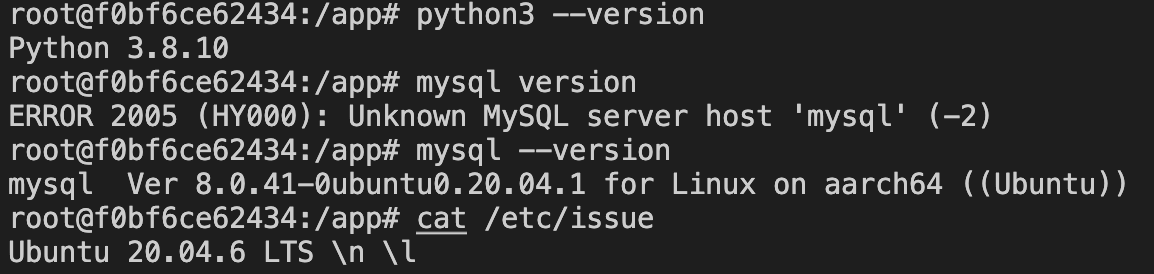 root@f0bf6ce62434:/app# python3 --version
Python 3.8.10
root@f0bf6ce62434:/app# mysql version
ERROR 2005 (HY000): Unknown MySQL server host 'mysql' (-2)
root@f0bf6ce62434:/app# mysql --version
mysql  Ver 8.0.41-0ubuntu0.20.04.1 for Linux on aarch64 ((Ubuntu))
root@f0bf6ce62434:/app# cat /etc/issue
Ubuntu 20.04.6 LTS \n \l